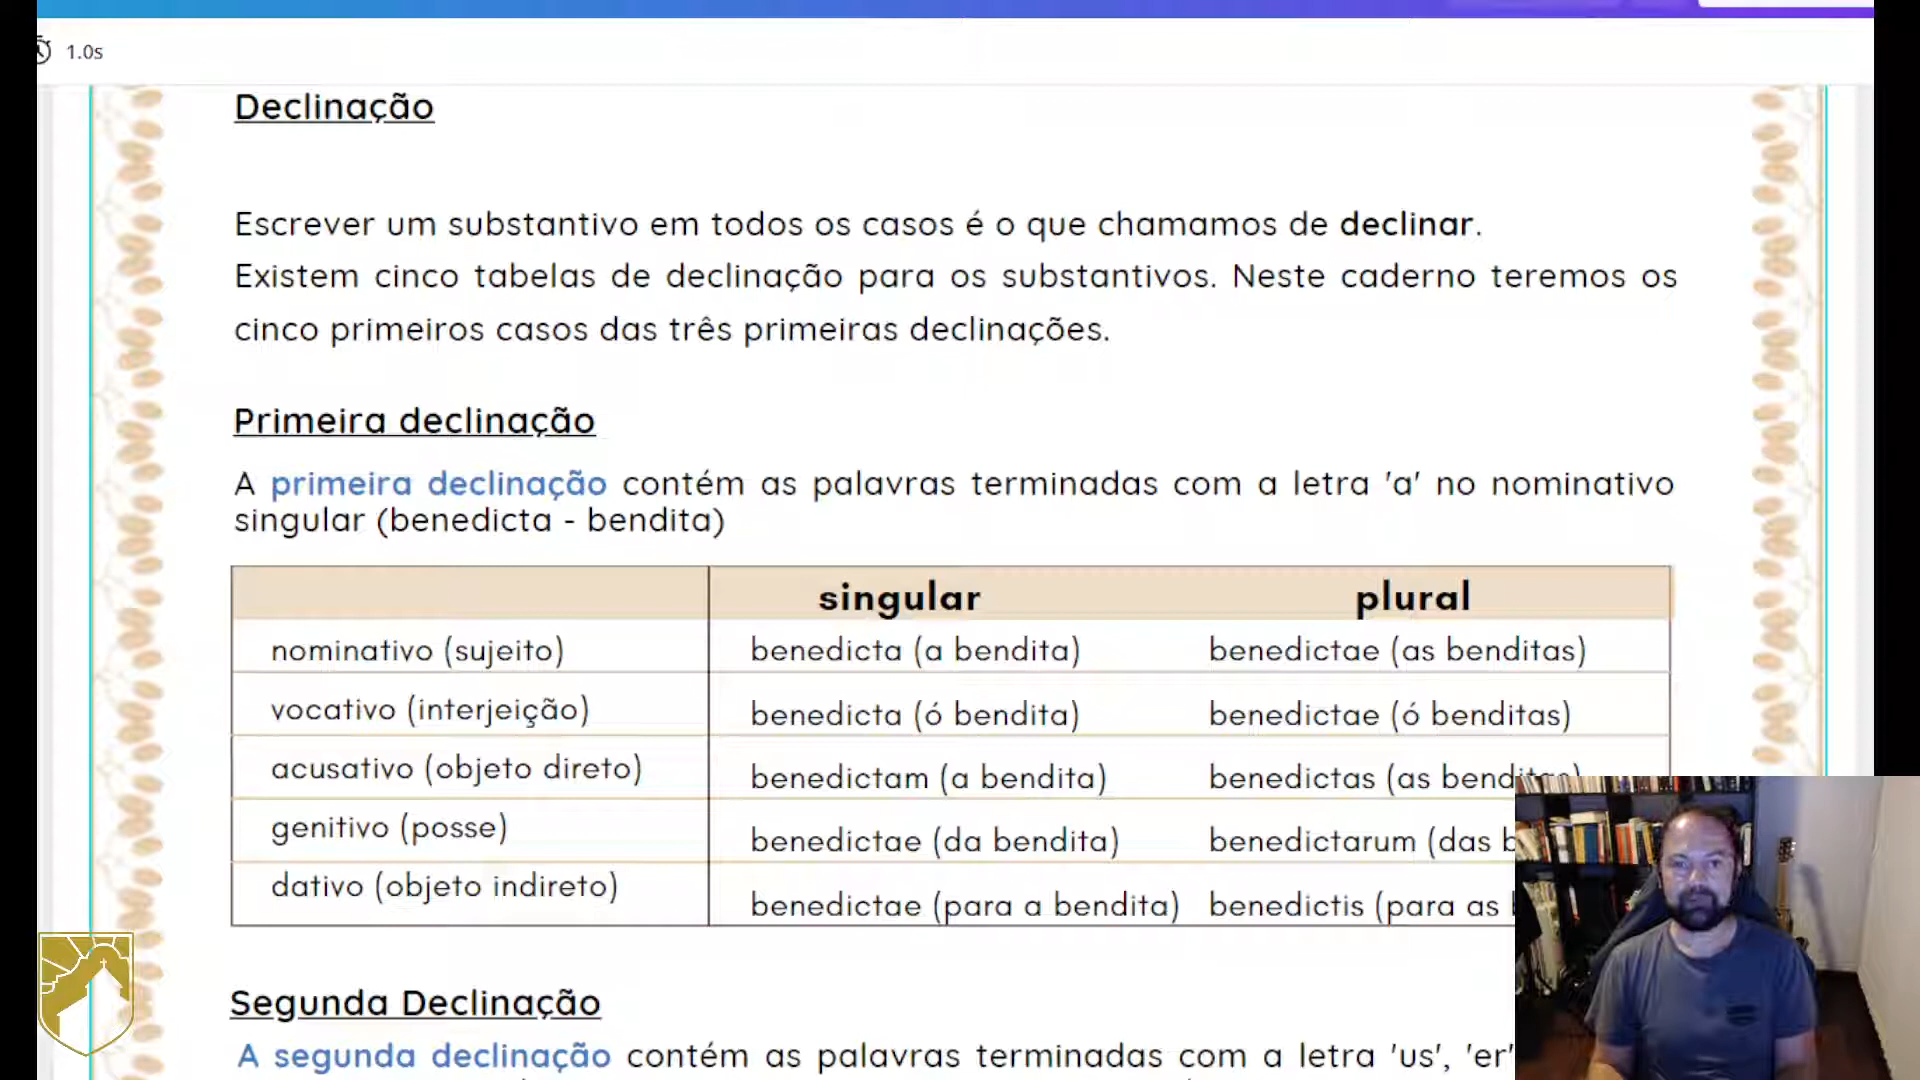 1.0s
Declinação
Escrever um substantivo em todos os casos é o que chamamos de declinar.
Existem cinco tabelas de declinação para os substantivos. Neste caderno teremos os
cinco primeiros casos das três primeiras declinações.
Primeira declinação
A primeira declinação contém as palavras terminadas com a letra 'a' no nominativo
singular (benedicta - bendita)
singular plural
nominativo (sujeito) benedicta (a bendita) benedictae (as benditas)
vocativo (interjeição) benedicta (ó bendita) benedictae (ó benditas)
acusativo (objeto direto) benedictam (a bendita) benedictas (as benditas)
genitivo (posse) benedictae (da bendita) benedictarum (das
dativo (objeto indireto) benedictae (para a bendita) benedictis (para as
Segunda Declinação
A segunda declinação contém as palavras terminadas com a letra 'us', 'er'